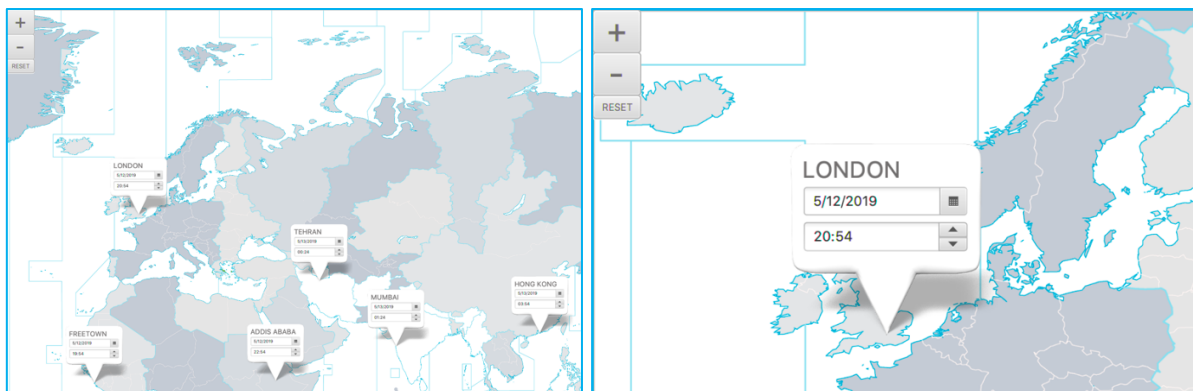 +
−
RESET
LONDON
5/12/2019
20:54
TEHRAN
5/13/2019
00:24
MUMBAI
5/13/2019
01:24
HONG KONG
5/13/2019
03:54
FREETOWN
5/12/2019
19:54
ADDIS ABABA
5/12/2019
22:54
+
−
RESET
LONDON
5/12/2019
20:54